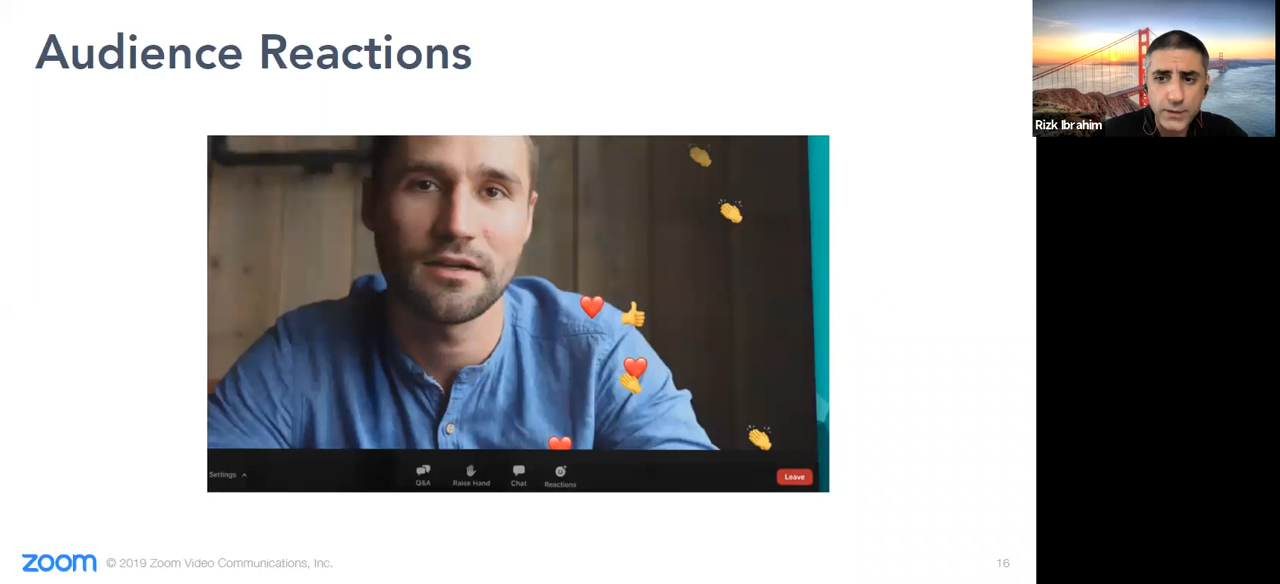 Audience Reactions
Rizk Ibrahim
Settings
Q&A
Raise Hand
Chat
Reactions
Leave
zoom
© 2019 Zoom Video Communications, Inc.
16